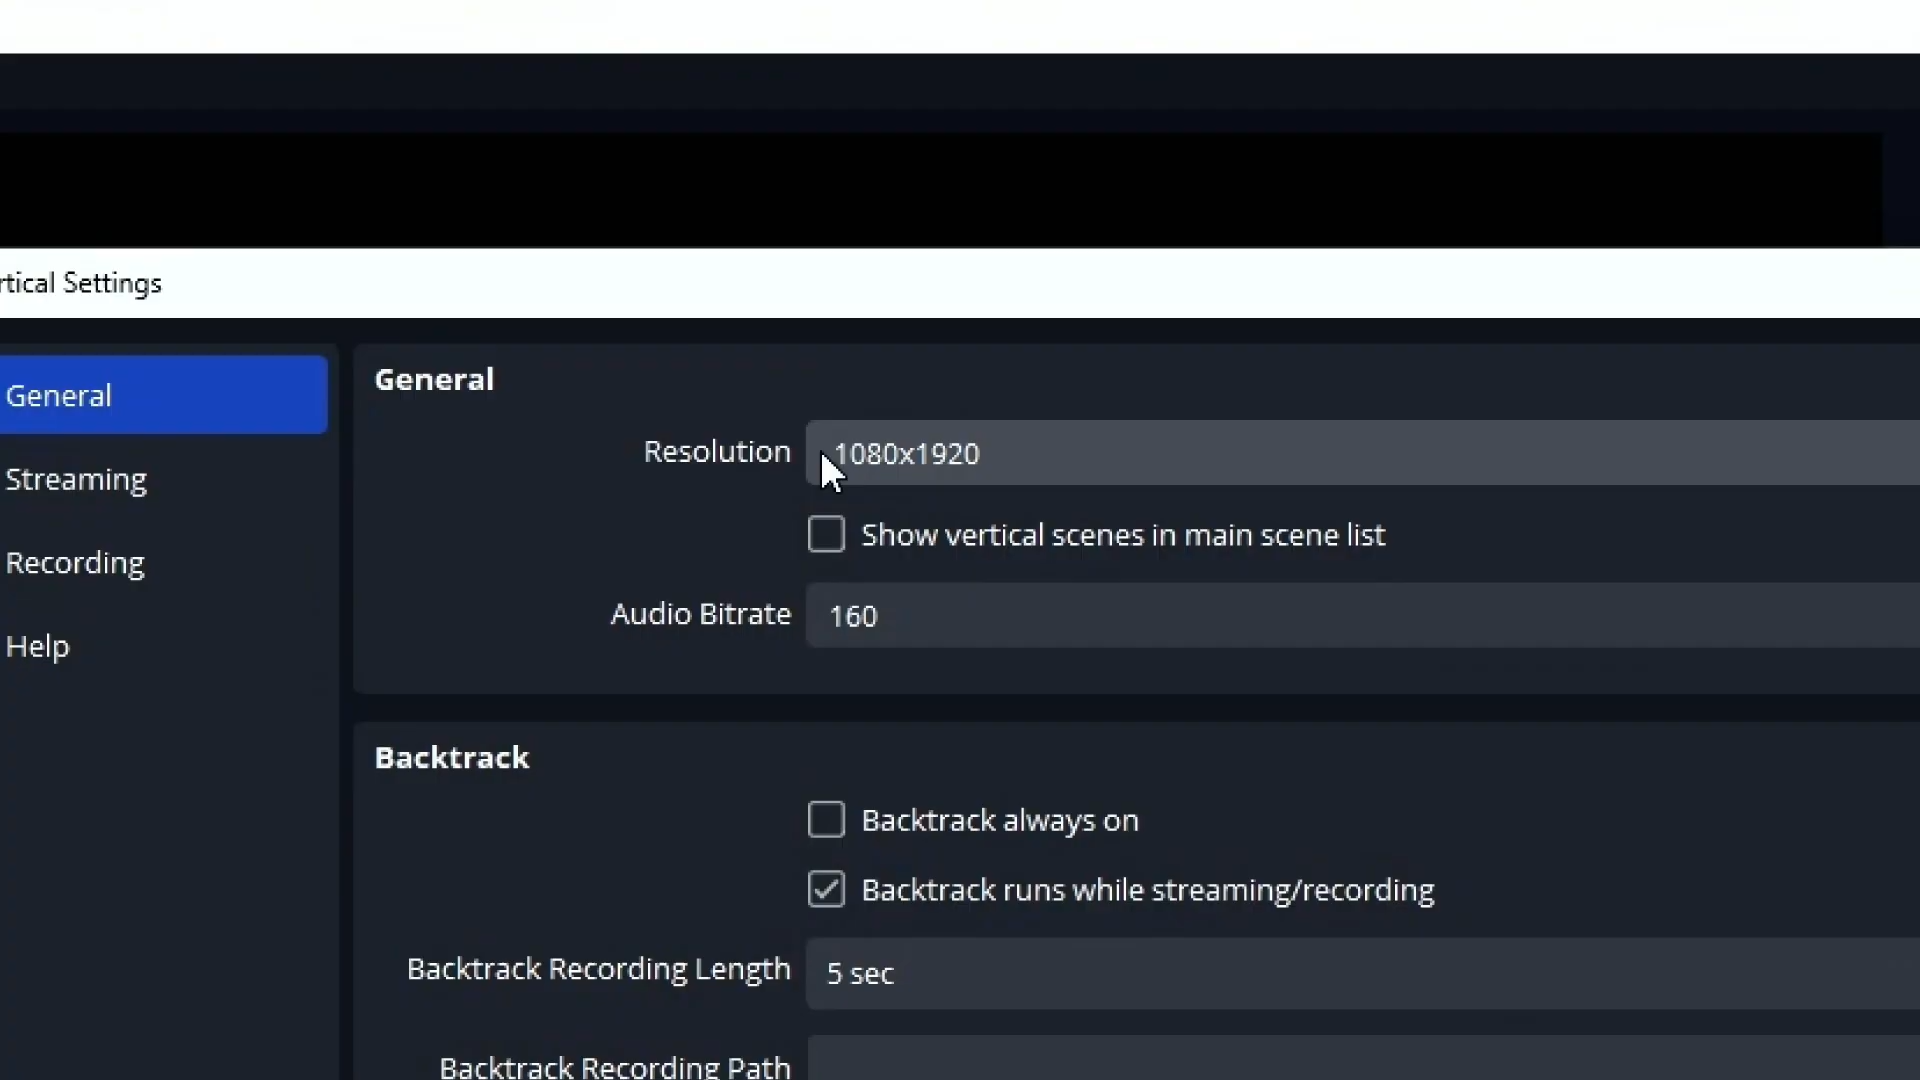 rtical Settings
General
Streaming
Recording
Help
General
Resolution 1080x1920
Show vertical scenes in main scene list
Audio Bitrate 160
Backtrack
Backtrack always on
Backtrack runs while streaming/recording
Backtrack Recording Length 5 sec
Backtrack Recording Path